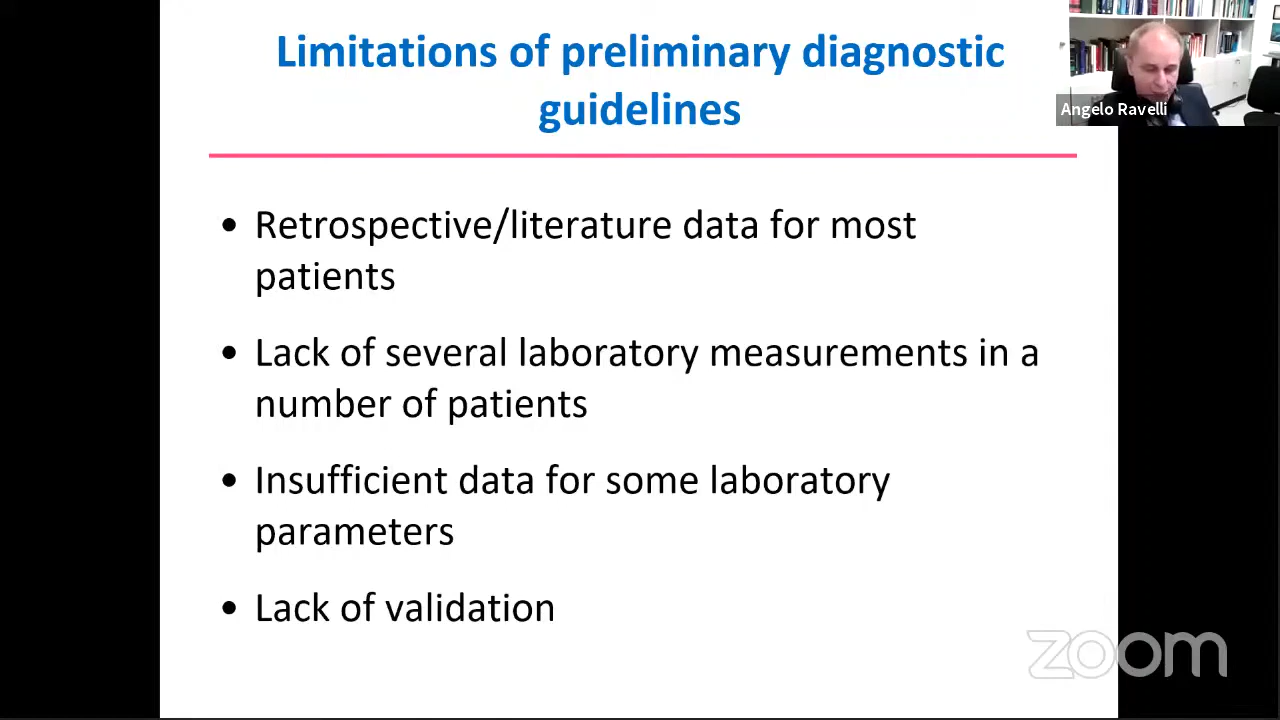 Limitations of preliminary diagnostic
guidelines
Angelo Ravelli
• Retrospective/literature data for most
patients
• Lack of several laboratory measurements in a
number of patients
• Insufficient data for some laboratory
parameters
• Lack of validation
zoom